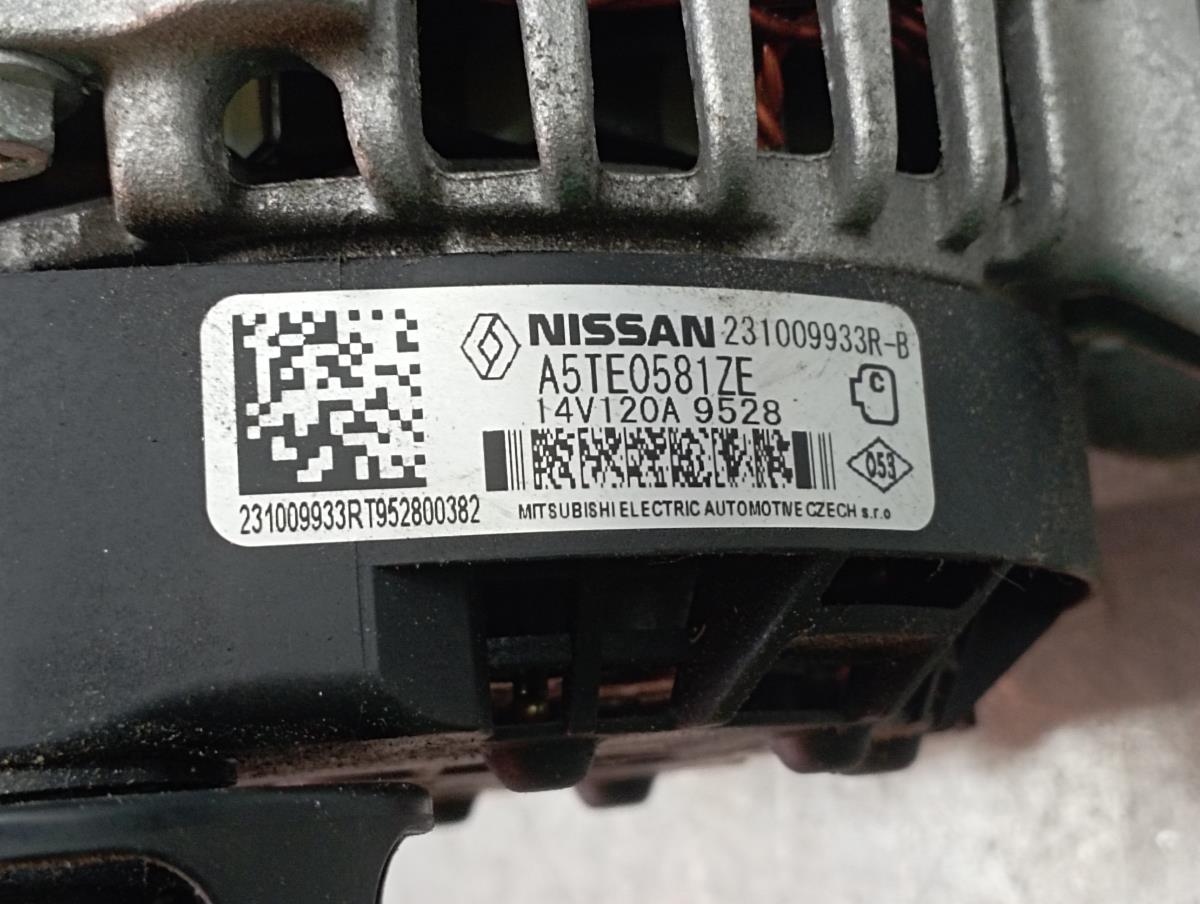 NISSAN 231009933R-B
A5TE0581ZE
14V120A 9528
C
053
231009933RT952800382
MITSUBISHI ELECTRIC AUTOMOTIVE CZECH s.r.o